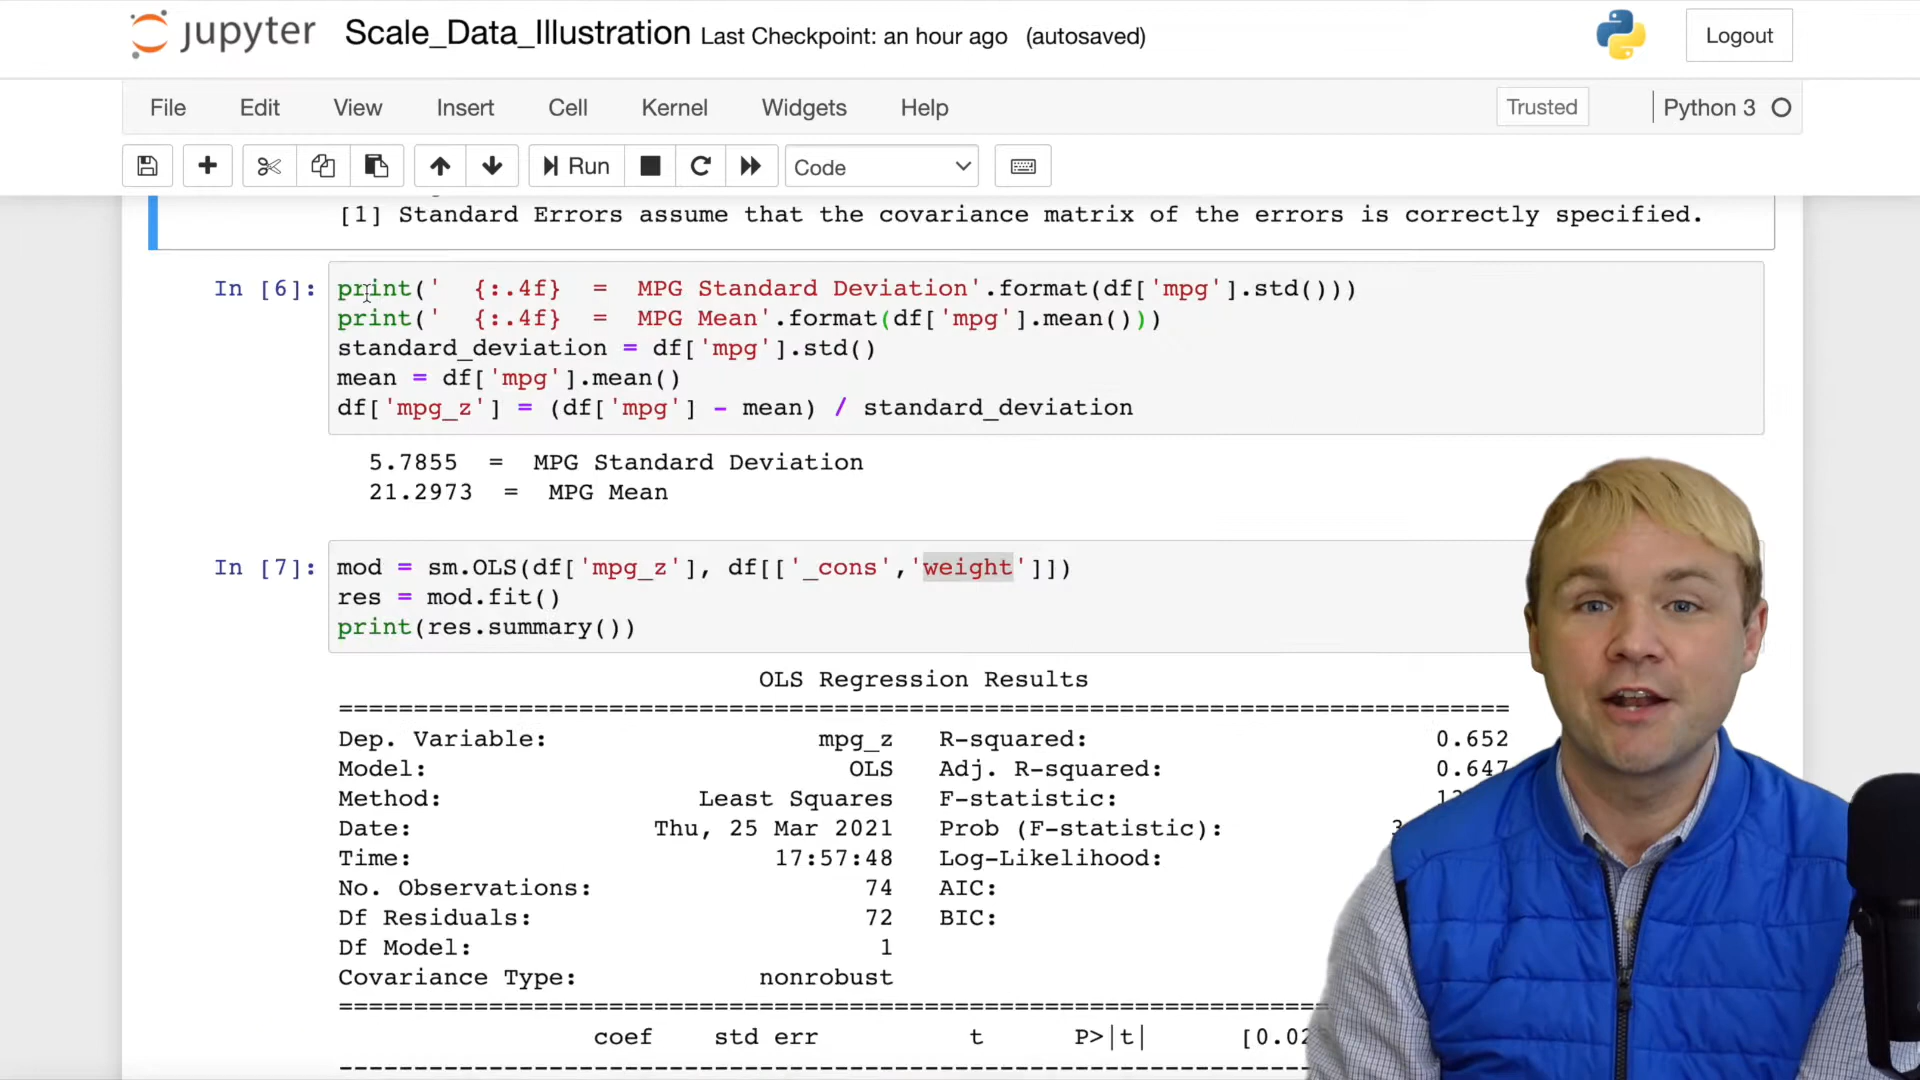 jupyter Scale_Data_Illustration Last Checkpoint: an hour ago (autosaved) Logout
File Edit View Insert Cell Kernel Widgets Help Trusted Python 3
Run Code
[1] Standard Errors assume that the covariance matrix of the errors is correctly specified.
In [6]: print('  {:.4f}  =  MPG Standard Deviation'.format(df['mpg'].std()))
print('  {:.4f}  =  MPG Mean'.format(df['mpg'].mean()))
standard_deviation = df['mpg'].std()
mean = df['mpg'].mean()
df['mpg_z'] = (df['mpg'] - mean) / standard_deviation
5.7855  =  MPG Standard Deviation
21.2973  =  MPG Mean
In [7]: mod = sm.OLS(df['mpg_z'], df[['_cons','weight']])
res = mod.fit()
print(res.summary())
OLS Regression Results
==============================================================================
Dep. Variable: mpg_z R-squared: 0.652
Model: OLS Adj. R-squared: 0.647
Method: Least Squares F-statistic:
Date: Thu, 25 Mar 2021 Prob (F-statistic):
Time: 17:57:48 Log-Likelihood:
No. Observations: 74 AIC:
Df Residuals: 72 BIC:
Df Model: 1
Covariance Type: nonrobust
==============================================================================
coef std err t P>|t| [0.02